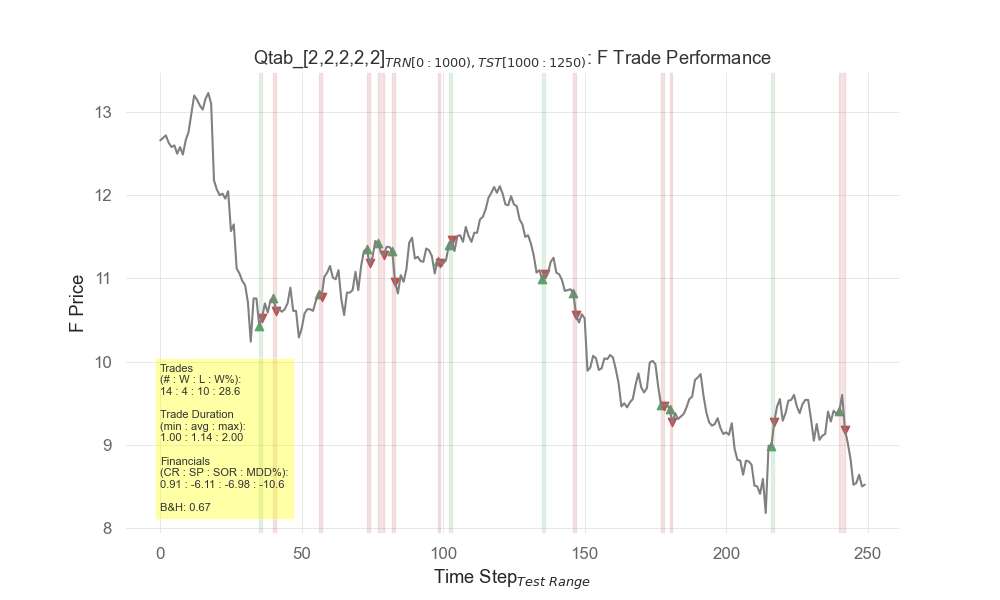 Qtab_[2,2,2,2,2]TRN[0 : 1000), TST[1000 : 1250): F Trade Performance
13
12
11
10
9
8
F Price
Trades
(# : W : L : W%):
14 : 4 : 10 : 28.6
Trade Duration
(min : avg : max):
1.00 : 1.14 : 2.00
Financials
(CR : SP : SOR : MDD%):
0.91 : -6.11 : -6.98 : -10.6
B&H: 0.67
0 50 100 150 200 250
Time StepTest Range